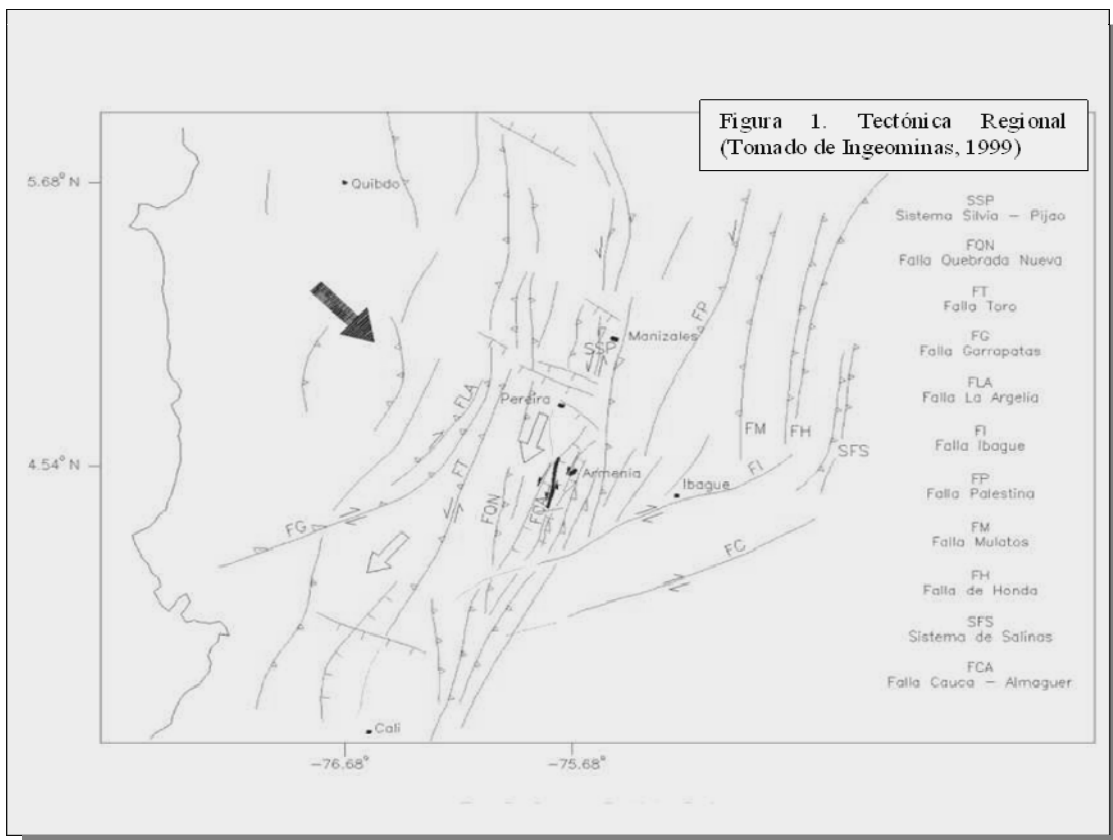 Figura 1. Tectónica Regional
(Tomado de Ingeominas, 1999)
5.68° N
Quibdo
SSP
Sistema Silvia – Pijao
FQN
Falla Quebrada Nueva
FT
Falla Toro
FG
Falla Garrapatas
FLA
Falla La Argelia
FI
Falla Ibague
FP
Falla Palestina
FM
Falla Mulatos
FH
Falla de Honda
SFS
Sistema de Salinas
FCA
Falla Cauca – Almaguer
FP
Manizales
SSP
Pereira
FLA
FM
FH
SFS
4.54° N
FT
Armenia
FI
Ibague
FQN
FCA
FG
FC
Cali
-76.68°
-75.68°